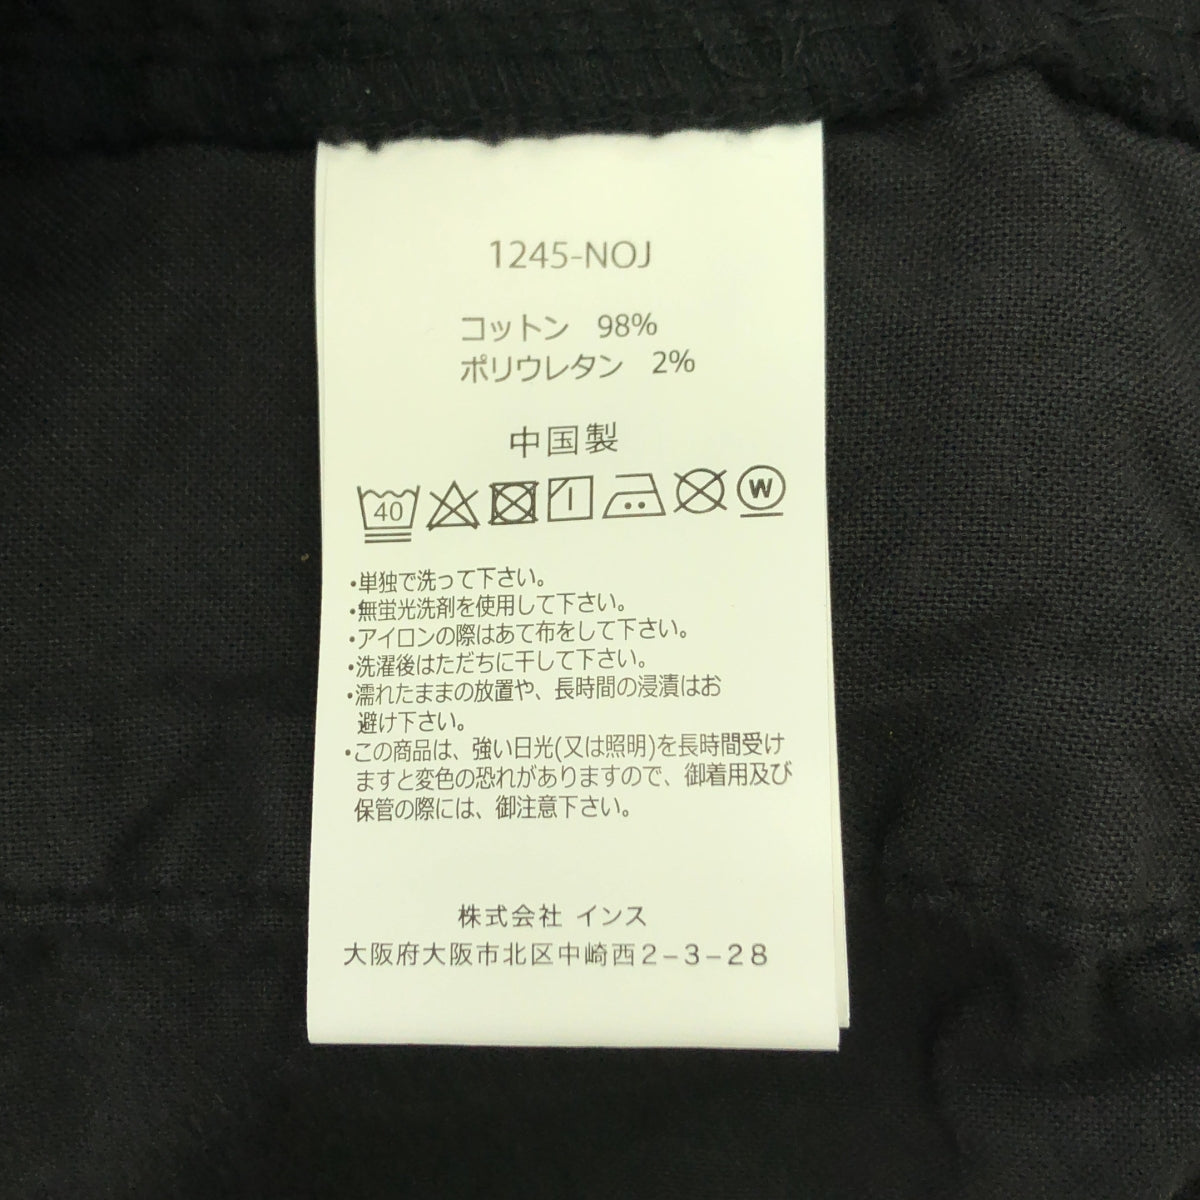 1245-NOJ
コットン 98%
ポリウレタン 2%
中国製
40 W
・単独で洗って下さい。
・無蛍光洗剤を使用して下さい。
・アイロンの際はあて布をして下さい。
・洗濯後はただちに干して下さい。
・濡れたままの放置や、長時間の浸漬はお
避け下さい。
・この商品は、強い日光(又は照明)を長時間受け
ますと変色の恐れがありますので、御着用及び
保管の際には、御注意下さい。
株式会社 インス
大阪府大阪市北区中崎西2-3-28